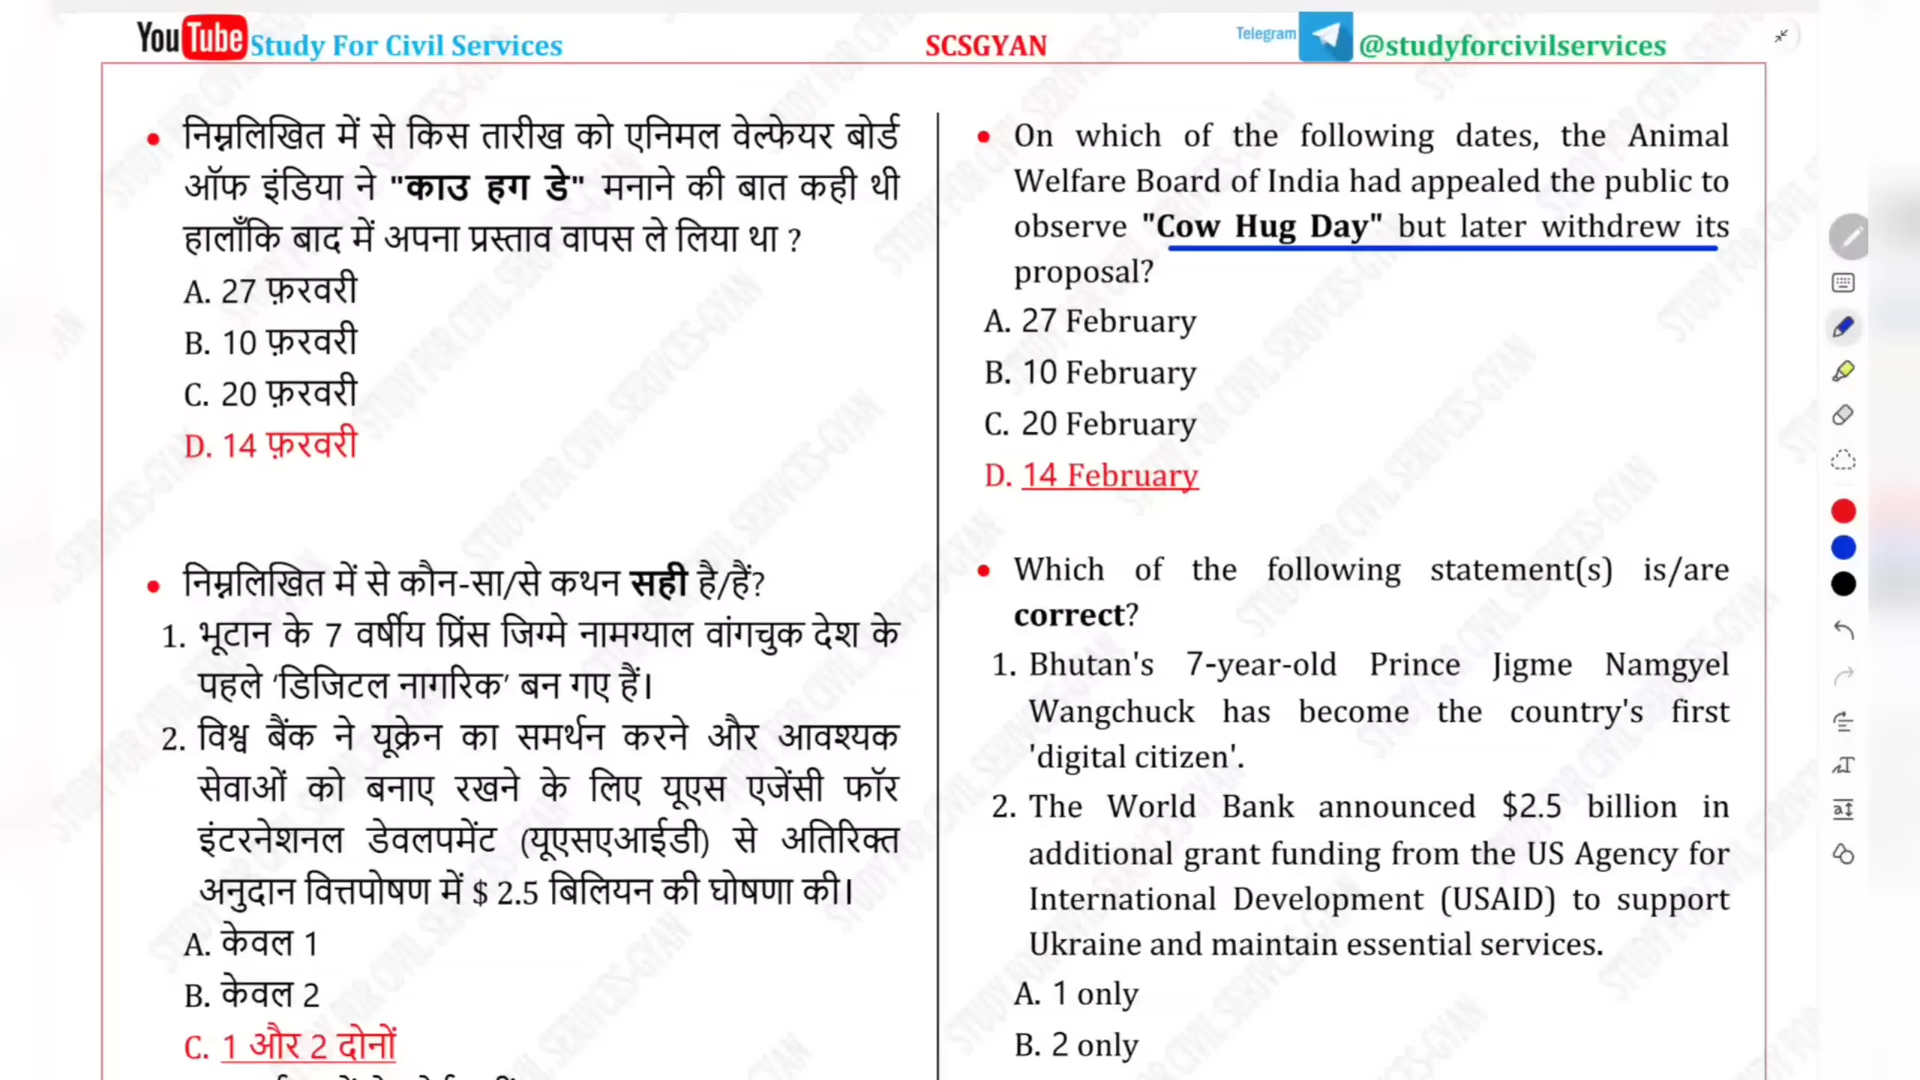 YouTube Study For Civil Services
SCSGYAN
Telegram @studyforcivilservices
निम्नलिखित में से किस तारीख को एनिमल वेल्फेयर बोर्ड
ऑफ इंडिया ने "काउ हग डे" मनाने की बात कही थी
हालाँकि बाद में अपना प्रस्ताव वापस ले लिया था ?
A. 27 फ़रवरी
B. 10 फ़रवरी
C. 20 फ़रवरी
D. 14 फ़रवरी
निम्नलिखित में से कौन-सा/से कथन सही है/हैं?
1. भूटान के 7 वर्षीय प्रिंस जिग्मे नामग्याल वांगचुक देश के
पहले ‘डिजिटल नागरिक’ बन गए हैं।
2. विश्व बैंक ने यूक्रेन का समर्थन करने और आवश्यक
सेवाओं को बनाए रखने के लिए यूएस एजेंसी फॉर
इंटरनेशनल डेवलपमेंट (यूएसएआईडी) से अतिरिक्त
अनुदान वित्तपोषण में $ 2.5 बिलियन की घोषणा की।
A. केवल 1
B. केवल 2
C. 1 और 2 दोनों
On which of the following dates, the Animal
Welfare Board of India had appealed the public to
observe "Cow Hug Day" but later withdrew its
proposal?
A. 27 February
B. 10 February
C. 20 February
D. 14 February
Which of the following statement(s) is/are
correct?
1. Bhutan's 7-year-old Prince Jigme Namgyel
Wangchuck has become the country's first
'digital citizen'.
2. The World Bank announced $2.5 billion in
additional grant funding from the US Agency for
International Development (USAID) to support
Ukraine and maintain essential services.
A. 1 only
B. 2 only